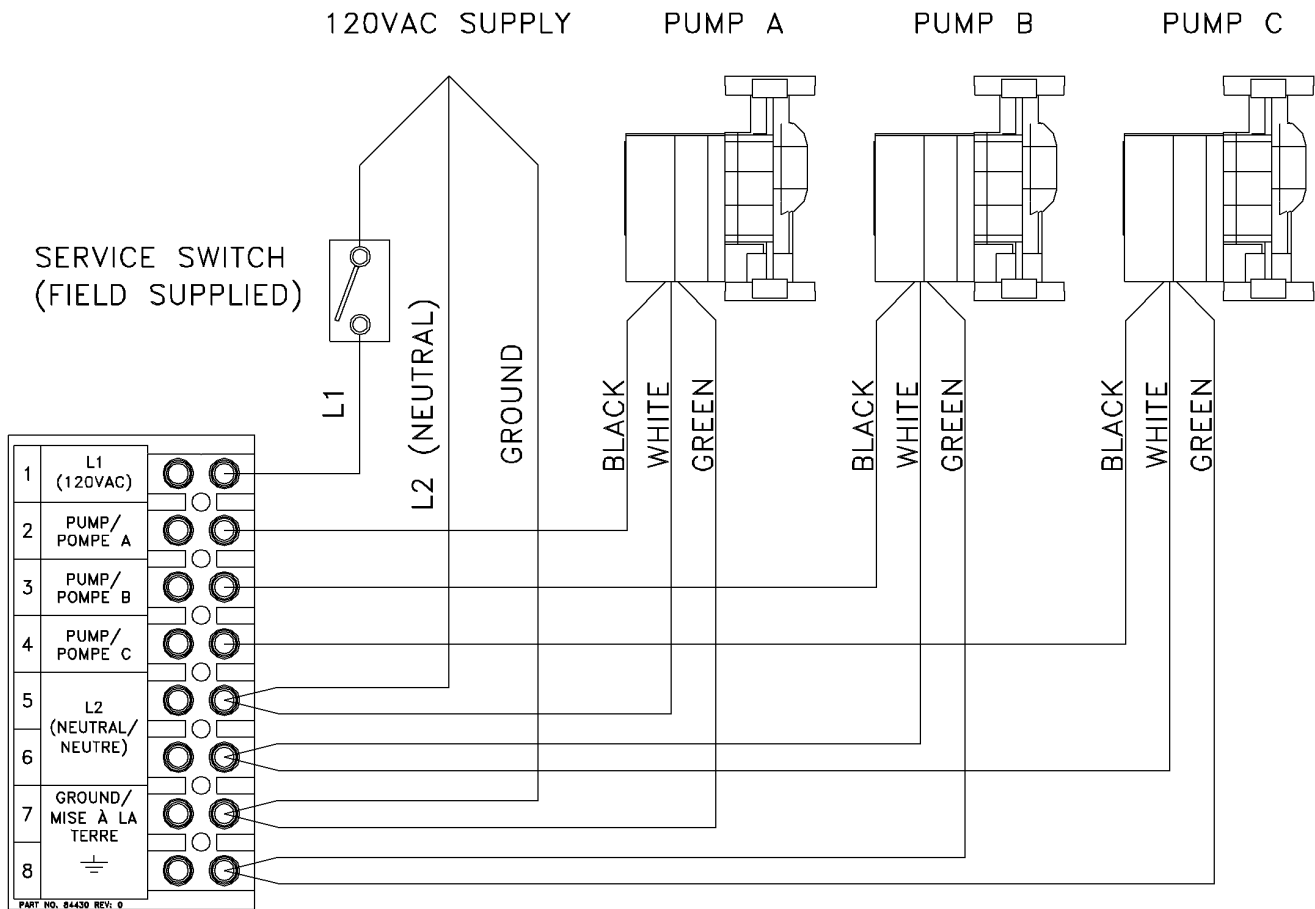 120VAC SUPPLY
PUMP A
PUMP B
PUMP C
SERVICE SWITCH
(FIELD SUPPLIED)
L1
L2 (NEUTRAL)
GROUND
BLACK
WHITE
GREEN
BLACK
WHITE
GREEN
BLACK
WHITE
GREEN
1
L1
(120VAC)
2
PUMP/
POMPE A
3
PUMP/
POMPE B
4
PUMP/
POMPE C
5
L2
(NEUTRAL/
NEUTRE)
6
7
GROUND/
MISE À LA
TERRE
8
PART NO. 84430 REV: 0